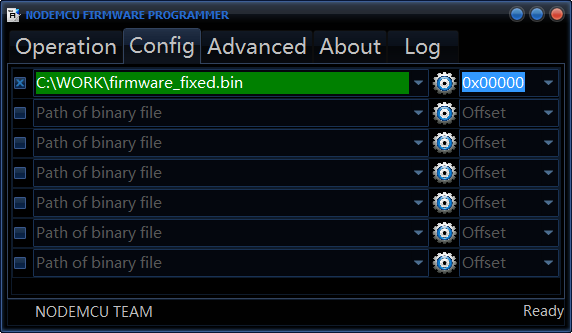 NODEMCU FIRMWARE PROGRAMMER
Operation Config Advanced About Log
C:\WORK\firmware_fixed.bin 0x00000
Path of binary file Offset
Path of binary file Offset
Path of binary file Offset
Path of binary file Offset
Path of binary file Offset
Path of binary file Offset
NODEMCU TEAM Ready